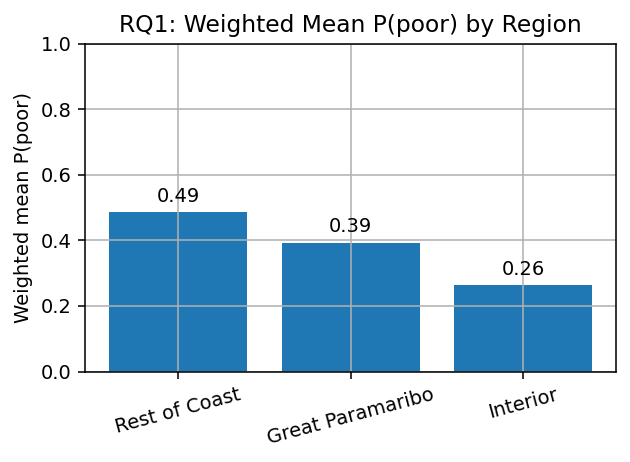 RQ1: Weighted Mean P(poor) by Region
Weighted mean P(poor)
1.0
0.8
0.6
0.4
0.2
0.0
0.49
0.39
0.26
Rest of Coast
Great Paramaribo
Interior